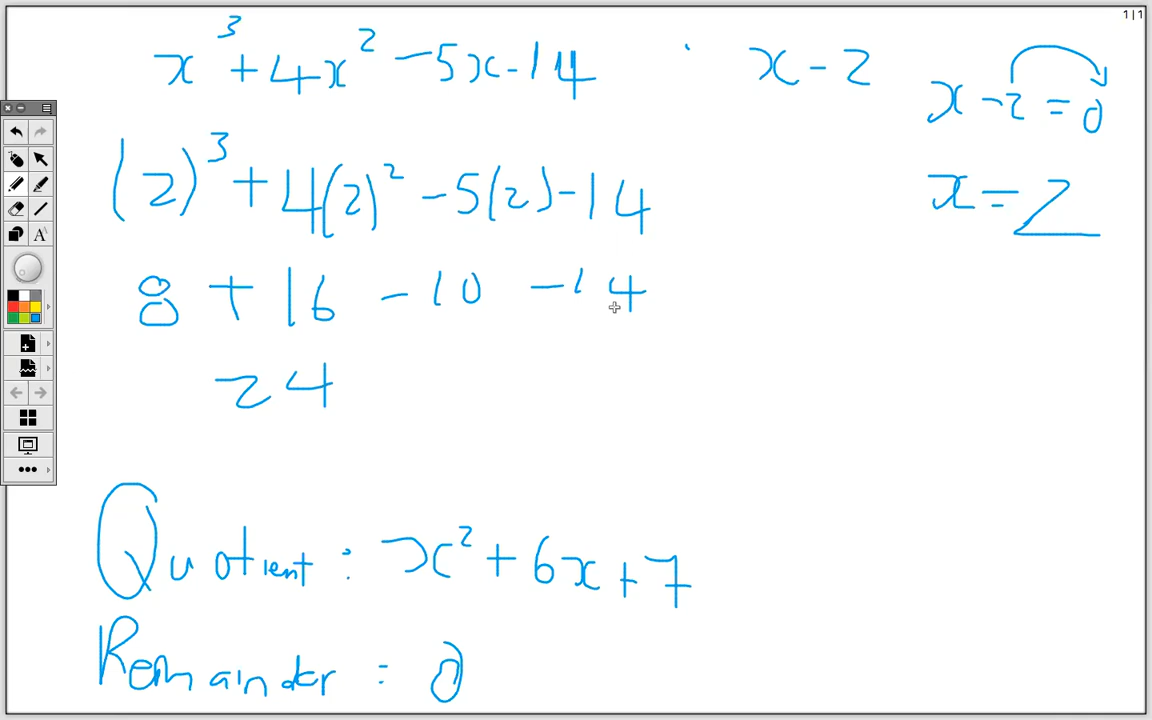 1|1
x³ + 4x² - 5x - 14 x - 2
x - 2 = 0
(2)³ + 4(2)² - 5(2) - 14
x = 2
8 + 16 - 10 - 14
24
Quotient : x² + 6x + 7
Remainder : 0